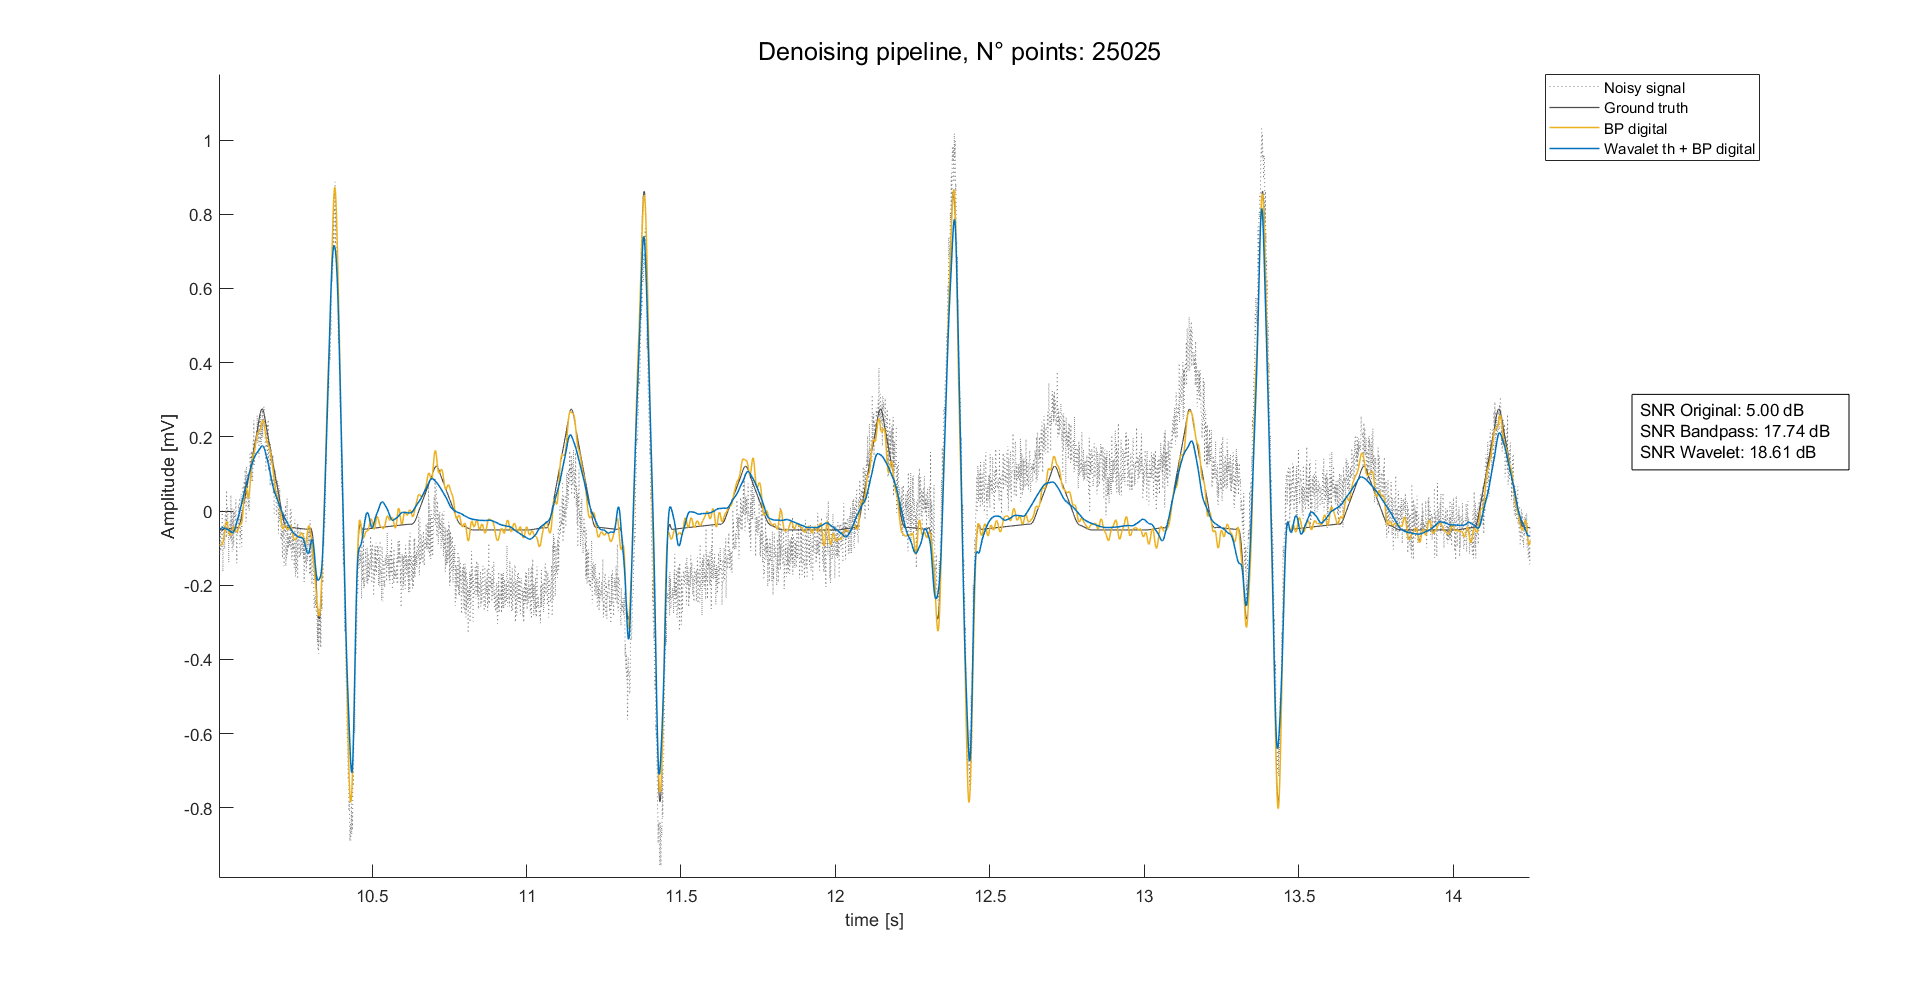 Denoising pipeline, N° points: 25025
Noisy signal
Ground truth
BP digital
Wavalet th + BP digital
1
0.8
0.6
0.4
0.2
0
-0.2
-0.4
-0.6
-0.8
Amplitude [mV]
SNR Original: 5.00 dB
SNR Bandpass: 17.74 dB
SNR Wavelet: 18.61 dB
10.5 11 11.5 12 12.5 13 13.5 14
time [s]